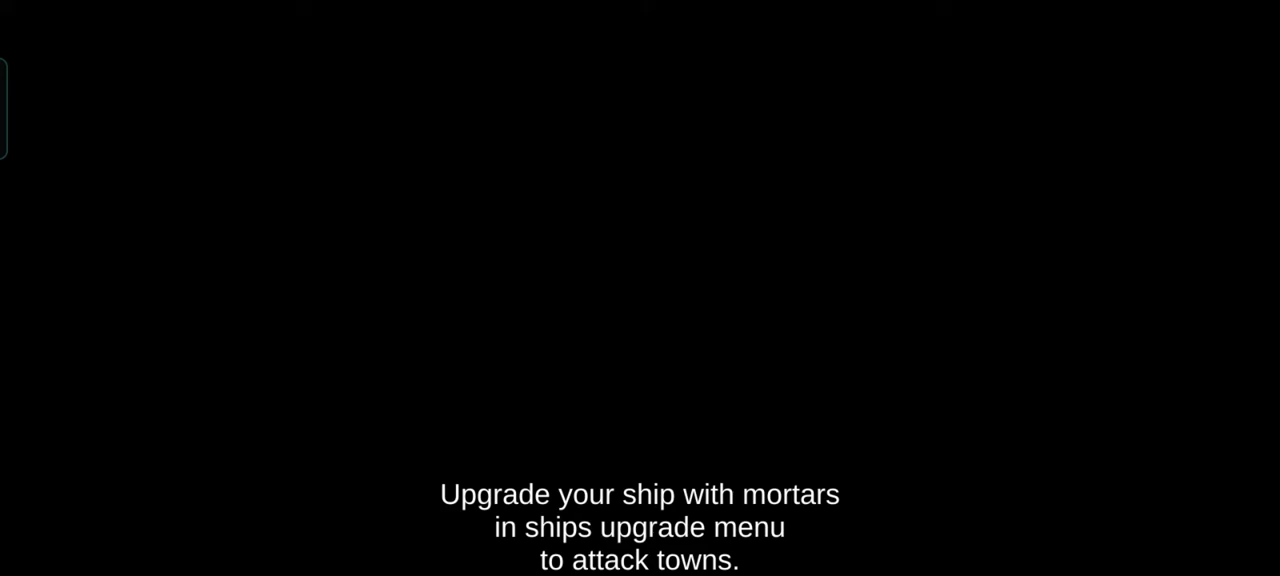 Upgrade your ship with mortars
in ships upgrade menu
to attack towns.